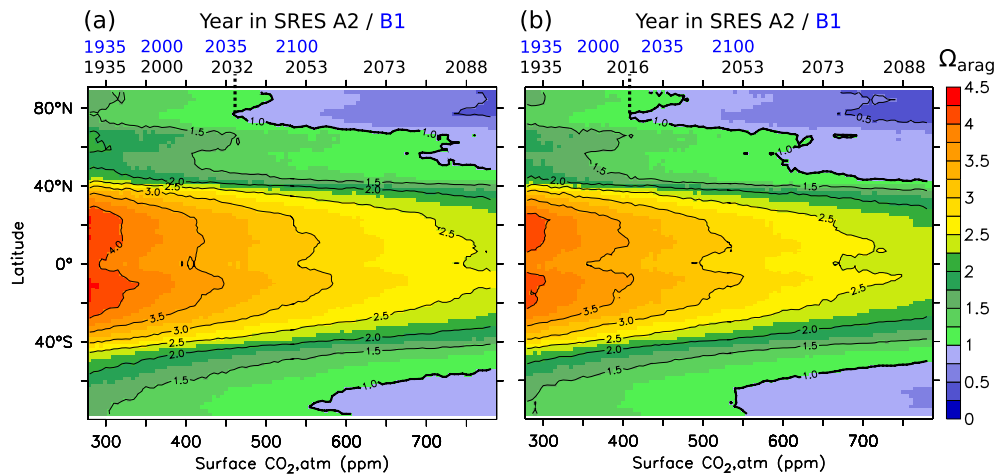 (a) Year in SRES A2 / B1
1935 2000 2035 2100
1935 2000 2032 2053 2073 2088
80°N
40°N
0°
40°S
Latitude
1.5
1.0
1.0
2.0
2.5
3.0
2.0
1.5
4.0
2.5
3.5
3.0
2.5
2.0
1.5
1.0
300 400 500 600 700
Surface CO2,atm (ppm)
(b) Year in SRES A2 / B1
1935 2000 2035 2100
1935 2000 2016 2053 2073 2088
1.0
0.5
1.5
1.0
2.0
3.0
2.5
2.0
1.5
2.5
4.0
3.5
3.0
2.5
2.0
1.5
1.0
300 400 500 600 700
Surface CO2,atm (ppm)
Ωarag
4.5
4
3.5
3
2.5
2
1.5
1
0.5
0